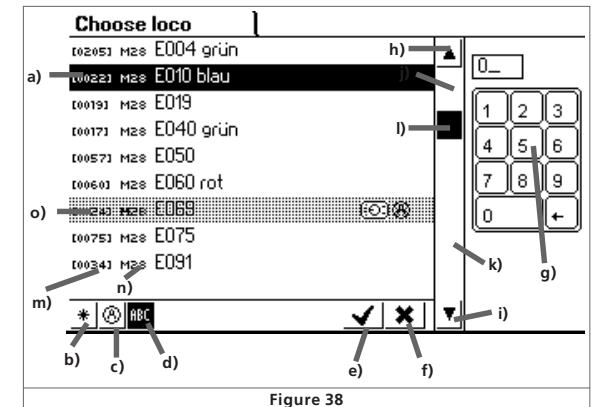 Choose loco
[0205] M28 E004 grün h) ▲ 0_
a) [0022] M28 E010 blau j)
[0019] M28 E019 1 2 3
[0017] M28 E040 grün l) 4 5 6
[0057] M28 E050
[0060] M28 E060 rot 7 8 9
o) [0024] M28 E069 0 ←
[0075] M28 E075
[0034] M28 E091 k) g)
m) n)
* A ABC ✔ ✖ ▼ i)
b) c) d) e) f)
Figure 38